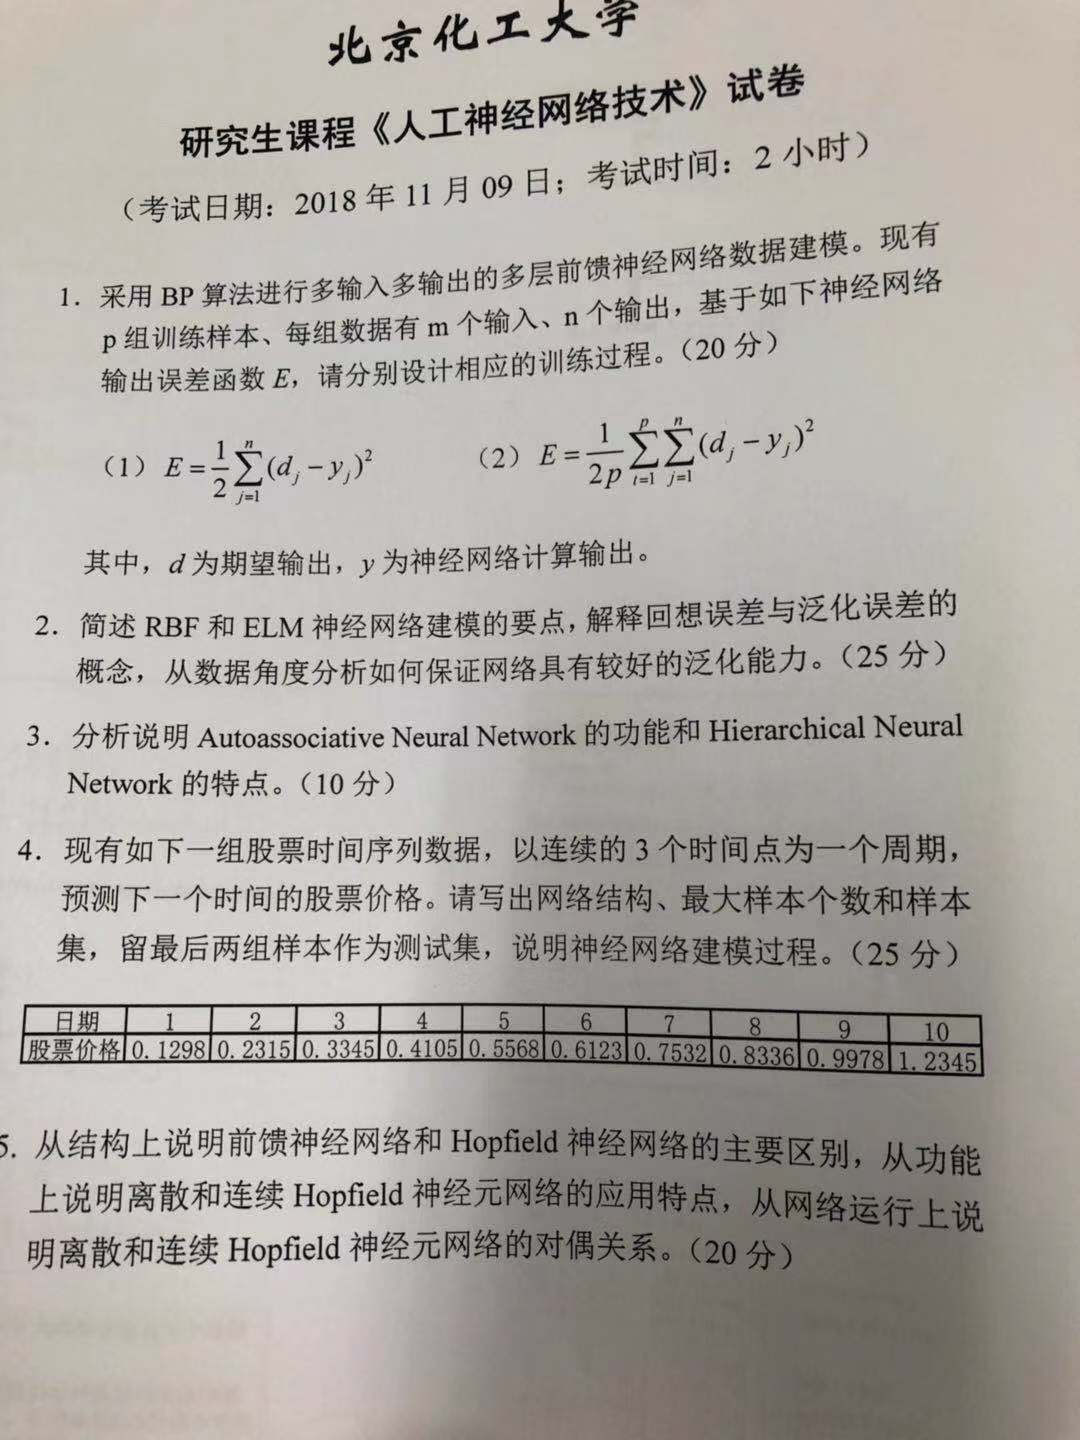 北京化工大学
研究生课程《人工神经网络技术》试卷
（考试日期：2018 年 11 月 09 日；考试时间：2 小时）
1. 采用 BP 算法进行多输入多输出的多层前馈神经网络数据建模。现有
p 组训练样本、每组数据有 m 个输入、n 个输出，基于如下神经网络
输出误差函数 E，请分别设计相应的训练过程。（20 分）
（1）E = \frac{1}{2}\sum_{j=1}^{n}(d_j - y_j)^2 （2）E = \frac{1}{2p}\sum_{t=1}^{p}\sum_{j=1}^{n}(d_j - y_j)^2
其中，d 为期望输出，y 为神经网络计算输出。
2. 简述 RBF 和 ELM 神经网络建模的要点，解释回想误差与泛化误差的
概念，从数据角度分析如何保证网络具有较好的泛化能力。（25 分）
3. 分析说明 Autoassociative Neural Network 的功能和 Hierarchical Neural
Network 的特点。（10 分）
4. 现有如下一组股票时间序列数据，以连续的 3 个时间点为一个周期，
预测下一个时间的股票价格。请写出网络结构、最大样本个数和样本
集，留最后两组样本作为测试集，说明神经网络建模过程。（25 分）
日期 1 2 3 4 5 6 7 8 9 10
股票价格 0.1298 0.2315 0.3345 0.4105 0.5568 0.6123 0.7532 0.8336 0.9978 1.2345
5. 从结构上说明前馈神经网络和 Hopfield 神经网络的主要区别，从功能
上说明离散和连续 Hopfield 神经元网络的应用特点，从网络运行上说
明离散和连续 Hopfield 神经元网络的对偶关系。（20 分）